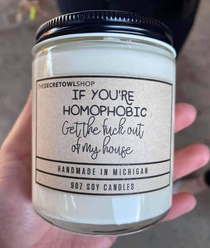 THESECRETOWLSHOP
IF YOU'RE
HOMOPHOBIC
Get the fuck out
of my house
HANDMADE IN MICHIGAN
9OZ SOY CANDLES